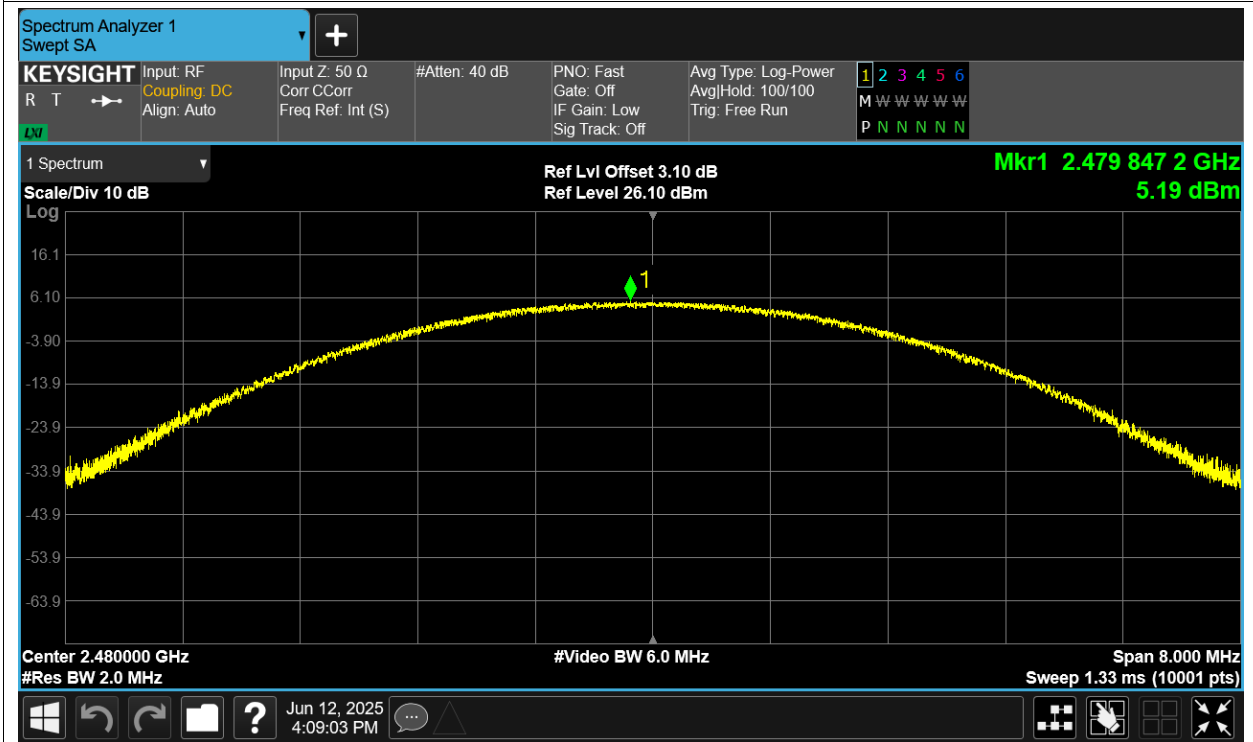 Spectrum Analyzer 1
Swept SA
+
KEYSIGHT
R T
LXI
Input: RF
Coupling: DC
Align: Auto
Input Z: 50 Ω
Corr CCorr
Freq Ref: Int (S)
#Atten: 40 dB
PNO: Fast
Gate: Off
IF Gain: Low
Sig Track: Off
Avg Type: Log-Power
Avg|Hold: 100/100
Trig: Free Run
1 2 3 4 5 6
M W W W W W
P N N N N N
1 Spectrum
Scale/Div 10 dB
Log
Ref Lvl Offset 3.10 dB
Ref Level 26.10 dBm
Mkr1 2.479 847 2 GHz
5.19 dBm
1
16.1
6.10
-3.90
-13.9
-23.9
-33.9
-43.9
-53.9
-63.9
Center 2.480000 GHz
#Res BW 2.0 MHz
#Video BW 6.0 MHz
Span 8.000 MHz
Sweep 1.33 ms (10001 pts)
?
Jun 12, 2025
4:09:03 PM